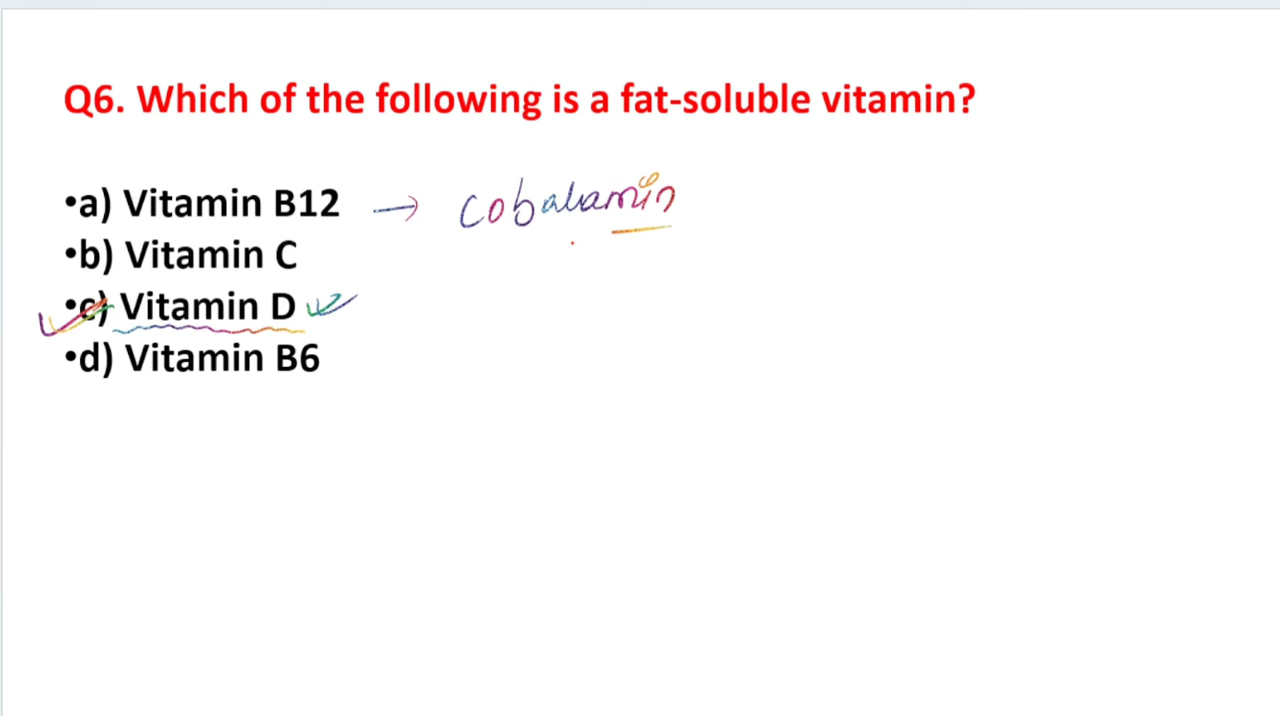 Q6. Which of the following is a fat-soluble vitamin?
•a) Vitamin B12 → cobalamin
•b) Vitamin C
•c) Vitamin D
•d) Vitamin B6